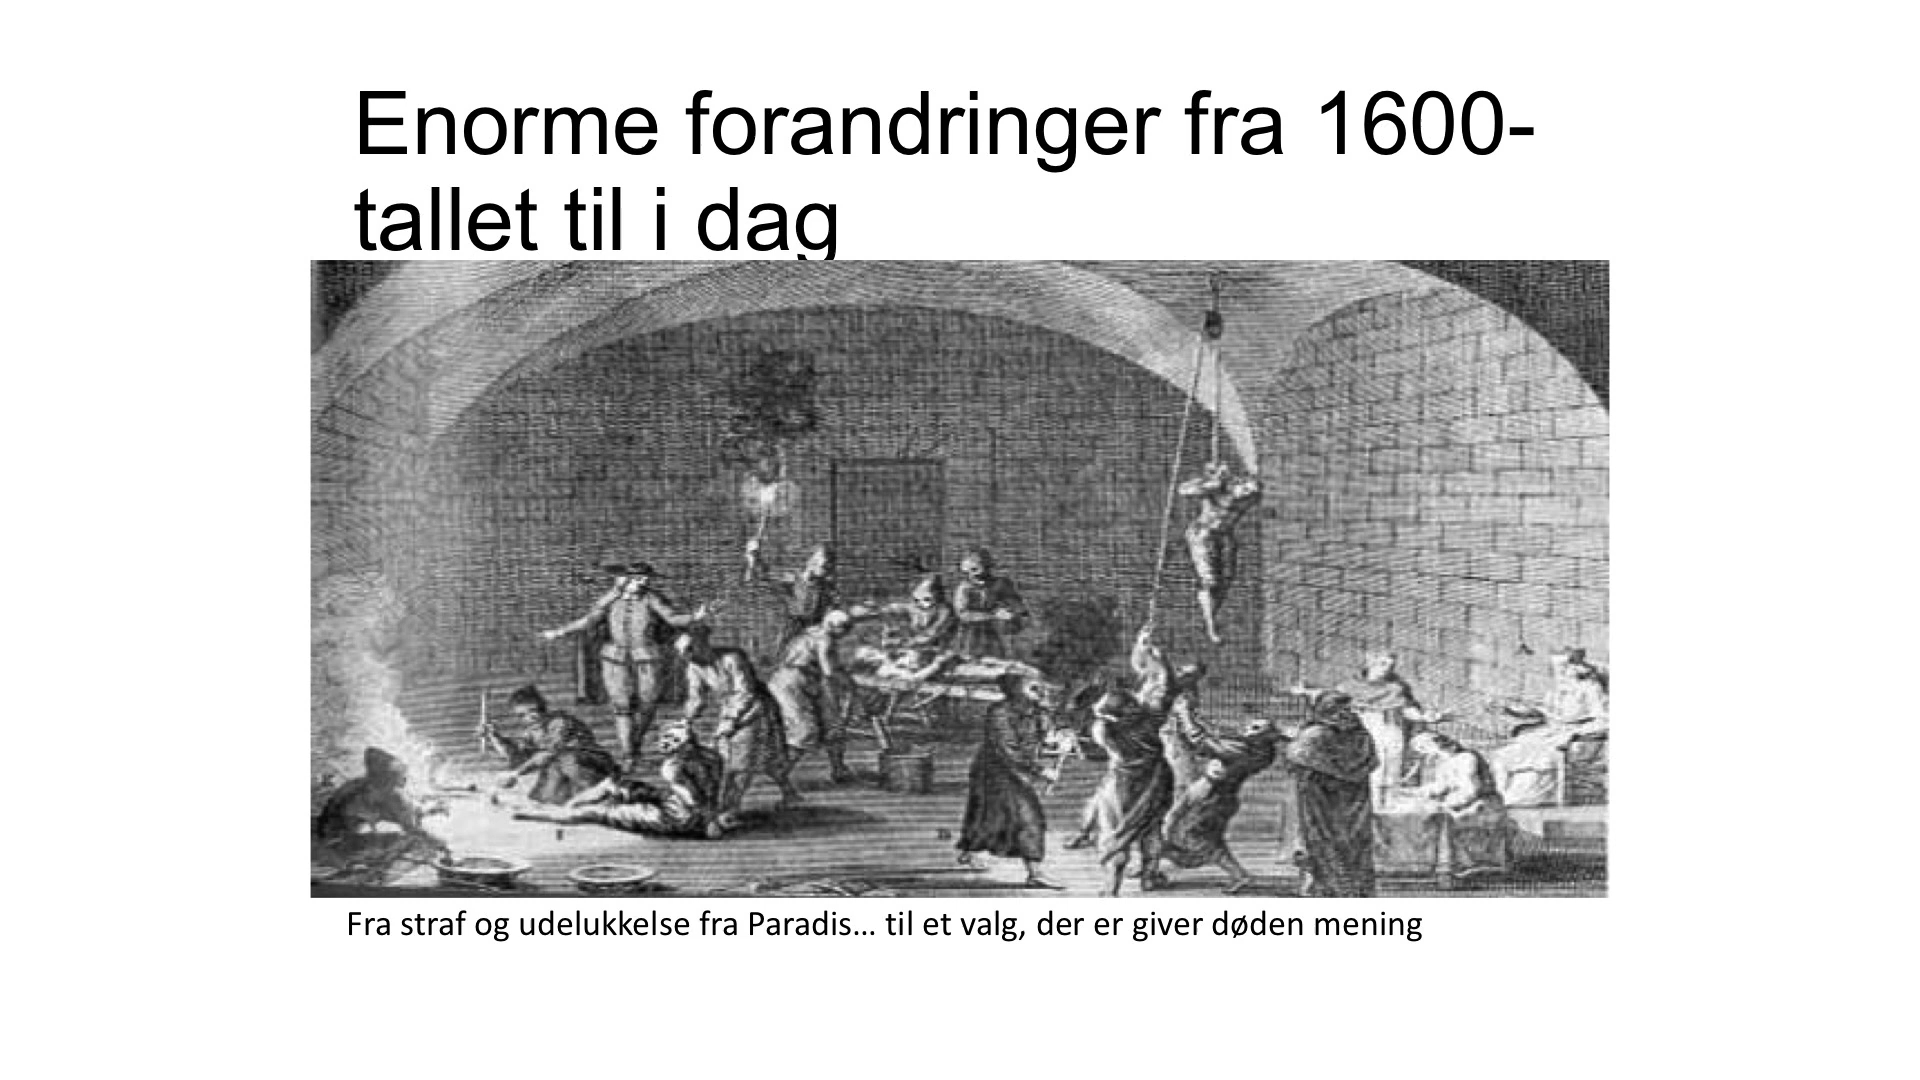 Enorme forandringer fra 1600-
tallet til i dag
Fra straf og udelukkelse fra Paradis… til et valg, der er giver døden mening